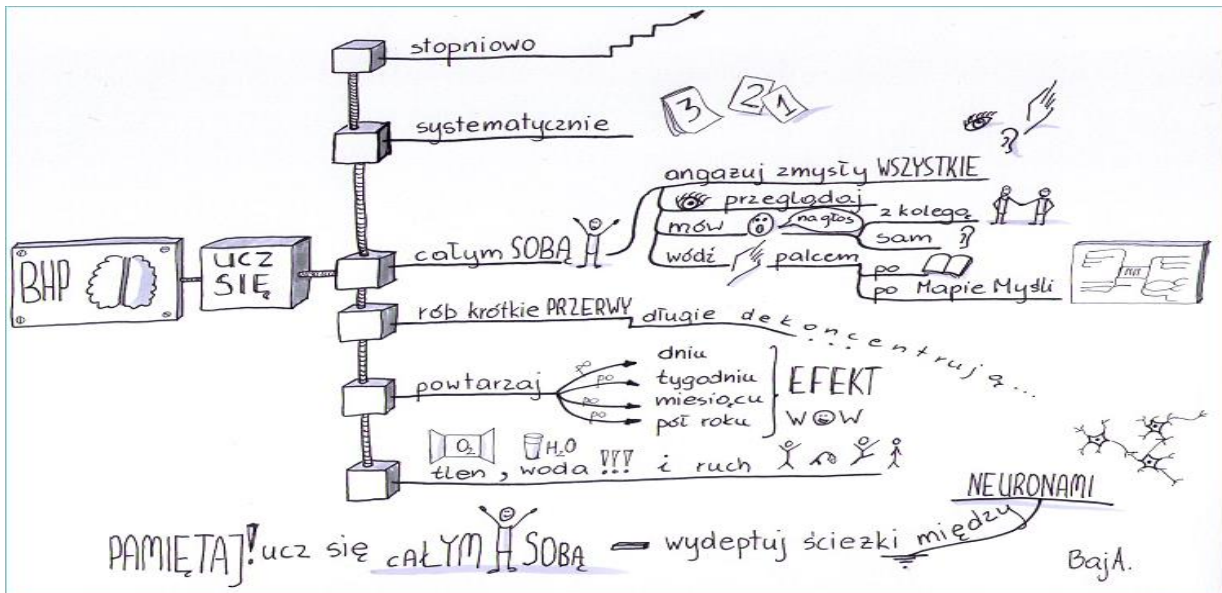 BHP
UCZ
SIĘ
stopniowo
systematycznie
3 2 1
całym SOBĄ
angażuj zmysły WSZYSTKIE
przeglądaj
mów na głos
z kolegą
sam
wódź palcem
po
po Mapie Myśli
rób krótkie PRZERWY długie dekoncentrują...
powtarzaj
po dniu
po tygodniu
po miesiącu
po pół roku
EFEKT
WOW
O₂ H₂O
tlen, woda!!! i ruch
NEURONAMI
PAMIĘTAJ! ucz się CAŁYM SOBĄ – wydeptuj ścieżki między
BajA.